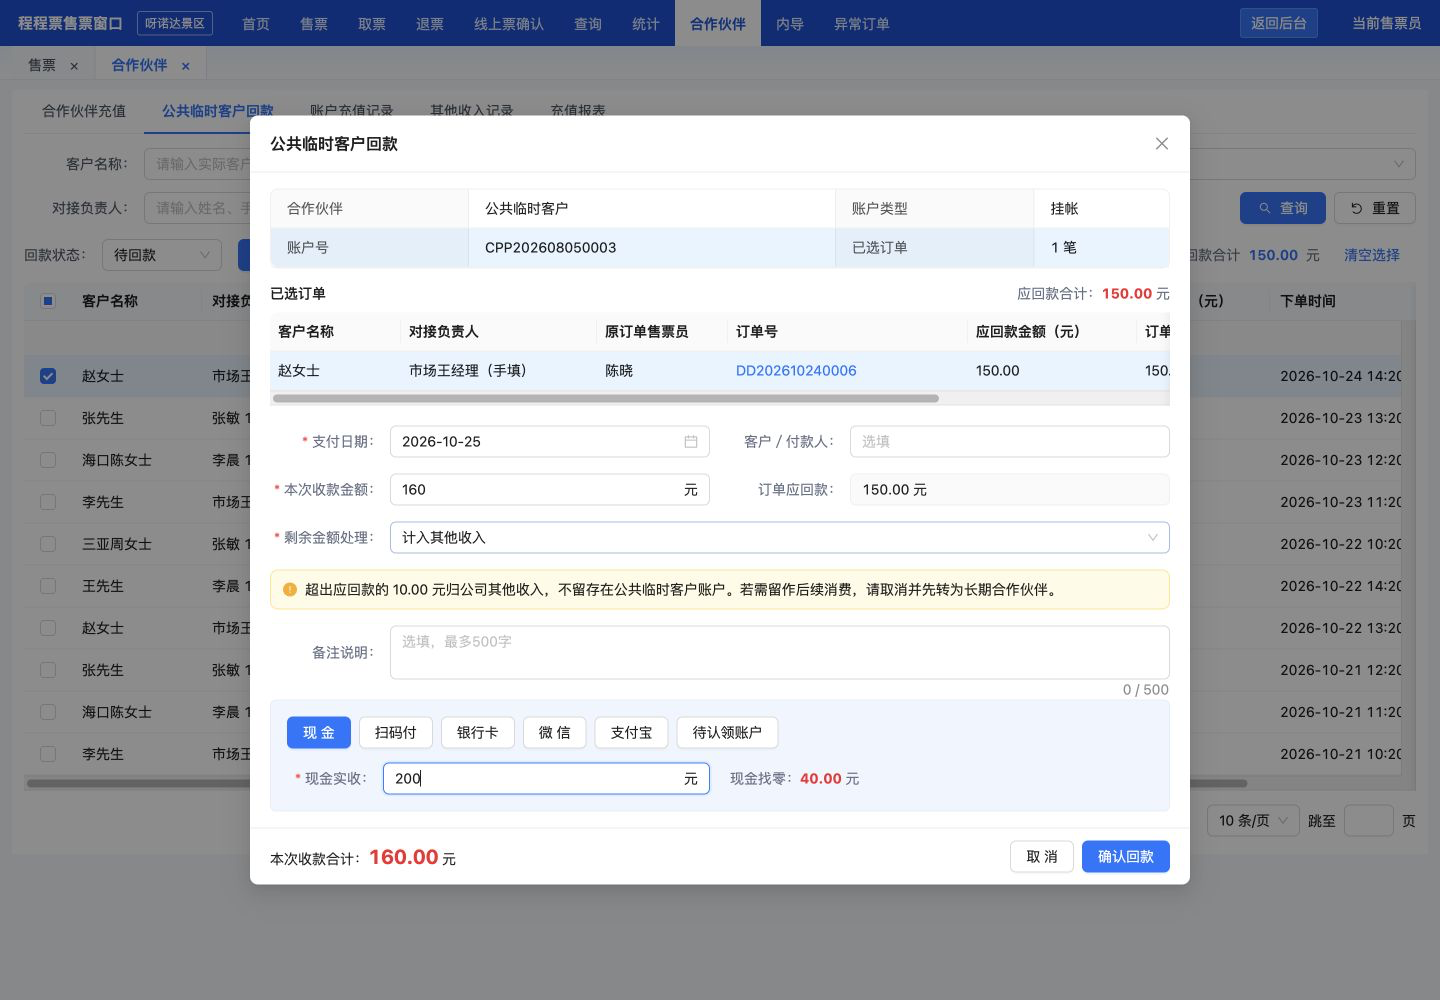 程程票售票窗口 呀诺达景区 首页 售票 取票 退票 线上票确认 查询 统计 合作伙伴 内导 异常订单 返回后台 当前售票员
售票 × 合作伙伴 ×
合作伙伴充值 公共临时客户回款 账户充值记录 其他收入记录 充值报表
客户名称： 请输入实际客户
对接负责人： 请输入姓名、手 查询 重置
回款状态： 待回款 回款合计 150.00 元 清空选择
客户名称 对接负 （元） 下单时间
赵女士 市场王 2026-10-24 14:20
张先生 张敏 1 2026-10-23 13:20
海口陈女士 李晨 1 2026-10-23 12:20
李先生 市场王 2026-10-23 11:20
三亚周女士 张敏 1 2026-10-22 10:20
王先生 李晨 1 2026-10-22 14:20
赵女士 市场王 2026-10-22 13:20
张先生 张敏 1 2026-10-21 12:20
海口陈女士 李晨 1 2026-10-21 11:20
李先生 市场王 2026-10-21 10:20
10 条/页 跳至 页
公共临时客户回款
合作伙伴 公共临时客户 账户类型 挂帐
账户号 CPP202608050003 已选订单 1 笔
已选订单 应回款合计：150.00 元
客户名称 对接负责人 原订单售票员 订单号 应回款金额（元） 订单
赵女士 市场王经理（手填） 陈晓 DD202610240006 150.00 150.
* 支付日期： 2026-10-25 客户 / 付款人： 选填
* 本次收款金额： 160 元 订单应回款： 150.00 元
* 剩余金额处理： 计入其他收入
超出应回款的 10.00 元归公司其他收入，不留存在公共临时客户账户。若需留作后续消费，请取消并先转为长期合作伙伴。
备注说明： 选填，最多500字
0 / 500
现 金 扫码付 银行卡 微 信 支付宝 待认领账户
* 现金实收： 200 元 现金找零：40.00 元
本次收款合计：160.00 元 取 消 确认回款